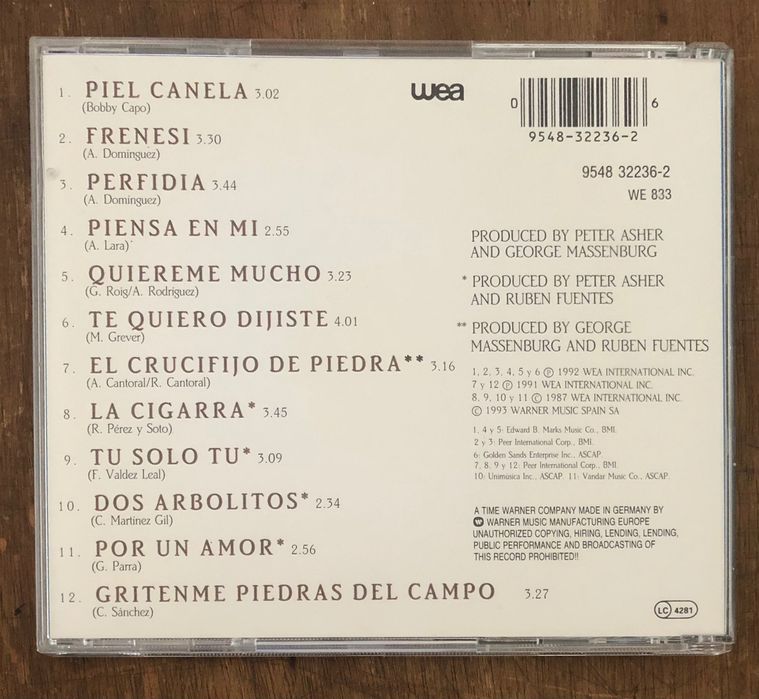 1. PIEL CANELA 3.02
(Bobby Capo)
2. FRENESI 3.30
(A. Dominguez)
3. PERFIDIA 3.44
(A. Dominguez)
4. PIENSA EN MI 2.55
(A. Lara)
5. QUIEREME MUCHO 3.23
(G. Roig/A. Rodriguez)
6. TE QUIERO DIJISTE 4.01
(M. Grever)
7. EL CRUCIFIJO DE PIEDRA** 3.16
(A. Cantoral/R. Cantoral)
8. LA CIGARRA* 3.45
(R. Pérez y Soto)
9. TU SOLO TU* 3.09
(F. Valdez Leal)
10. DOS ARBOLITOS* 2.34
(C. Martinez Gil)
11. POR UN AMOR* 2.56
(G. Parra)
12. GRITENME PIEDRAS DEL CAMPO 3.27
(C. Sánchez)
wea
0 6
9548-32236-2
9548 32236-2
WE 833
PRODUCED BY PETER ASHER
AND GEORGE MASSENBURG
* PRODUCED BY PETER ASHER
AND RUBEN FUENTES
** PRODUCED BY GEORGE
MASSENBURG AND RUBEN FUENTES
1, 2, 3, 4, 5 y 6 ℗ 1992 WEA INTERNATIONAL INC.
7 y 12 ℗ 1991 WEA INTERNATIONAL INC.
8, 9, 10 y 11 © 1987 WEA INTERNATIONAL INC.
© 1993 WARNER MUSIC SPAIN SA
1, 4 y 5: Edward B. Marks Music Co., BMI.
2 y 3: Peer International Corp., BMI.
6: Golden Sands Enterprise Inc., ASCAP.
7, 8, 9 y 12: Peer International Corp., BMI.
10: Unimúsica Inc., ASCAP. 11: Vandar Music Co., ASCAP.
A TIME WARNER COMPANY MADE IN GERMANY BY
WARNER MUSIC MANUFACTURING EUROPE
UNAUTHORIZED COPYING, HIRING, LENDING, LENDING,
PUBLIC PERFORMANCE AND BROADCASTING OF
THIS RECORD PROHIBITED!!
LC 4281